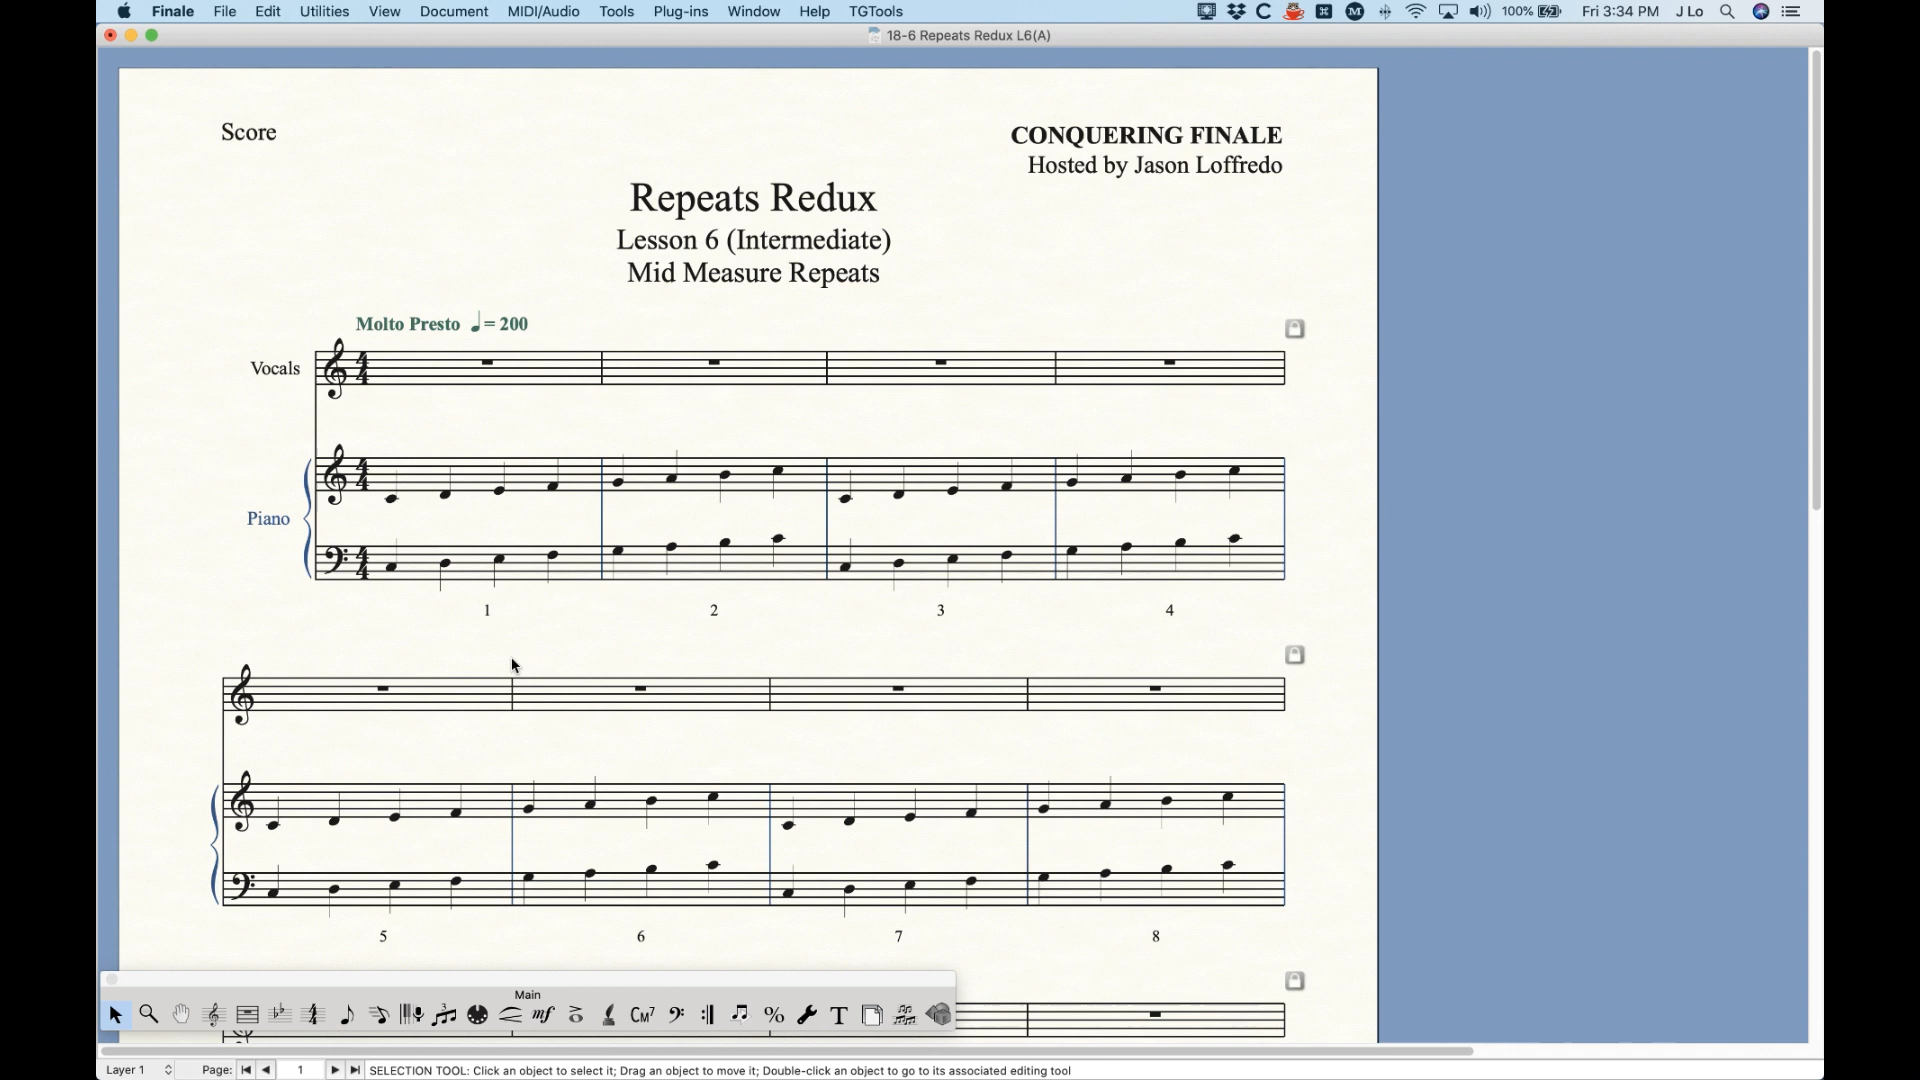 Finale File Edit Utilities View Document MIDI/Audio Tools Plug-ins Window Help TGTools 100% Fri 3:34 PM J Lo
18-6 Repeats Redux L6(A)
Score
CONQUERING FINALE
Hosted by Jason Loffredo
Repeats Redux
Lesson 6 (Intermediate)
Mid Measure Repeats
Molto Presto ♩= 200
Vocals
Piano
1 2 3 4
5 6 7 8
Main
mf CM7 % T
Layer 1 Page: 1 SELECTION TOOL: Click an object to select it; Drag an object to move it; Double-click an object to go to its associated editing tool